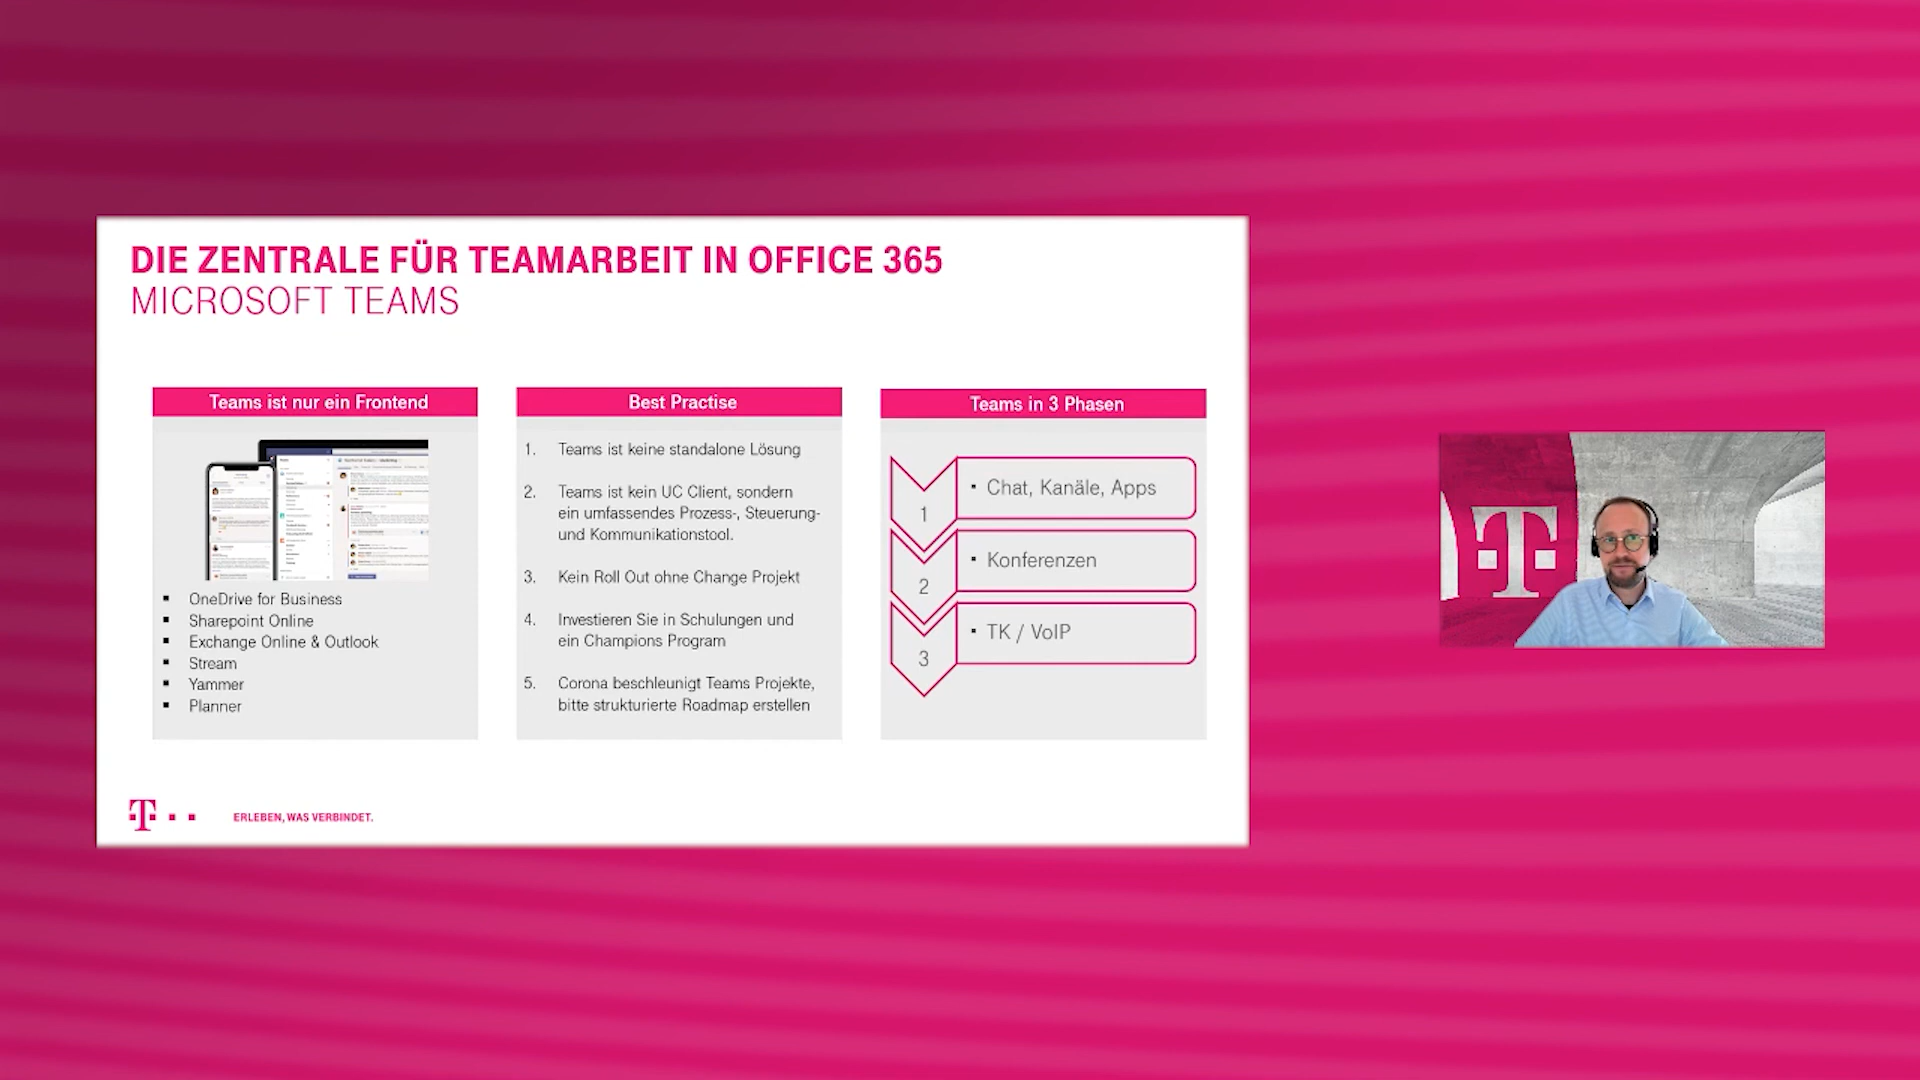 DIE ZENTRALE FÜR TEAMARBEIT IN OFFICE 365
MICROSOFT TEAMS
Teams ist nur ein Frontend
▪ OneDrive for Business
▪ Sharepoint Online
▪ Exchange Online & Outlook
▪ Stream
▪ Yammer
▪ Planner
Best Practise
1. Teams ist keine standalone Lösung
2. Teams ist kein UC Client, sondern
ein umfassendes Prozess-, Steuerung-
und Kommunikationstool.
3. Kein Roll Out ohne Change Projekt
4. Investieren Sie in Schulungen und
ein Champions Program
5. Corona beschleunigt Teams Projekte,
bitte strukturierte Roadmap erstellen
Teams in 3 Phasen
1 ▪ Chat, Kanäle, Apps
2 ▪ Konferenzen
3 ▪ TK / VoIP
T
ERLEBEN, WAS VERBINDET.
T